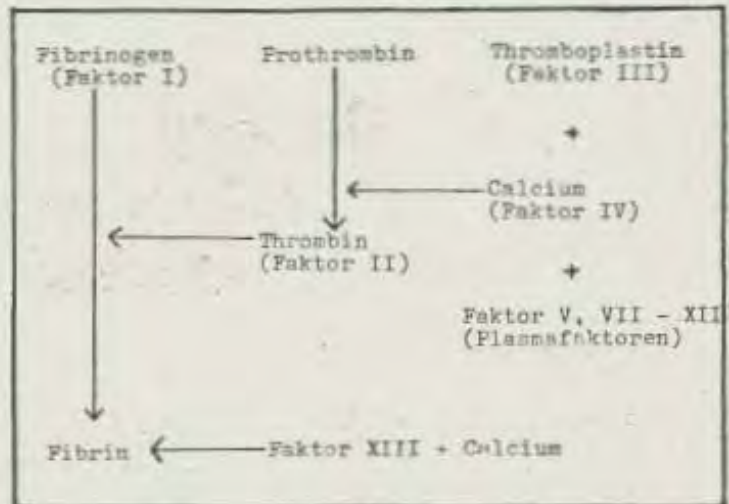 Fibrinogen
(Faktor I)
Prothrombin
Thromboplastin
(Faktor III)
+
Calcium
(Faktor IV)
Thrombin
(Faktor II)
+
Faktor V, VII - XII
(Plasmafaktoren)
Fibrin
Faktor XIII + Calcium